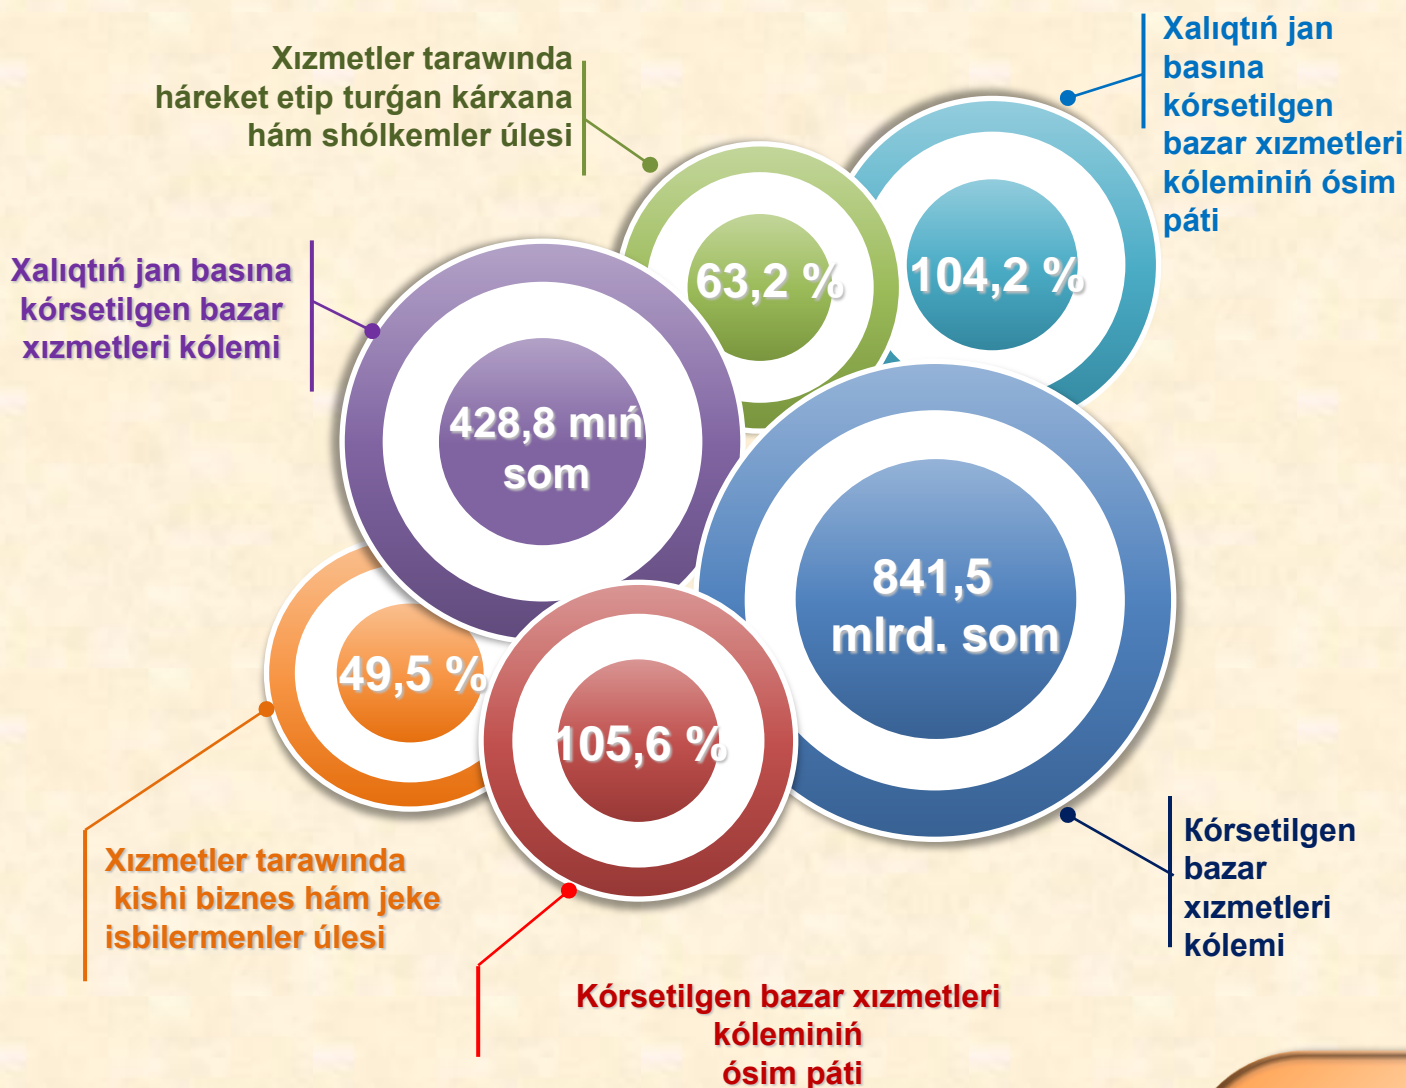 Xızmetler tarawında
háreket etip turǵan kárxana
hám shólkemler úlesi
Xalıqtıń jan
basına
kórsetilgen
bazar xızmetleri
kóleminiń ósim
páti
Xalıqtıń jan basına
kórsetilgen bazar
xızmetleri kólemi
63,2 %
104,2 %
428,8 mıń
som
841,5
mlrd. som
49,5 %
105,6 %
Xızmetler tarawında
kishi biznes hám jeke
isbilermenler úlesi
Kórsetilgen
bazar
xızmetleri
kólemi
Kórsetilgen bazar xızmetleri
kóleminiń
ósim páti